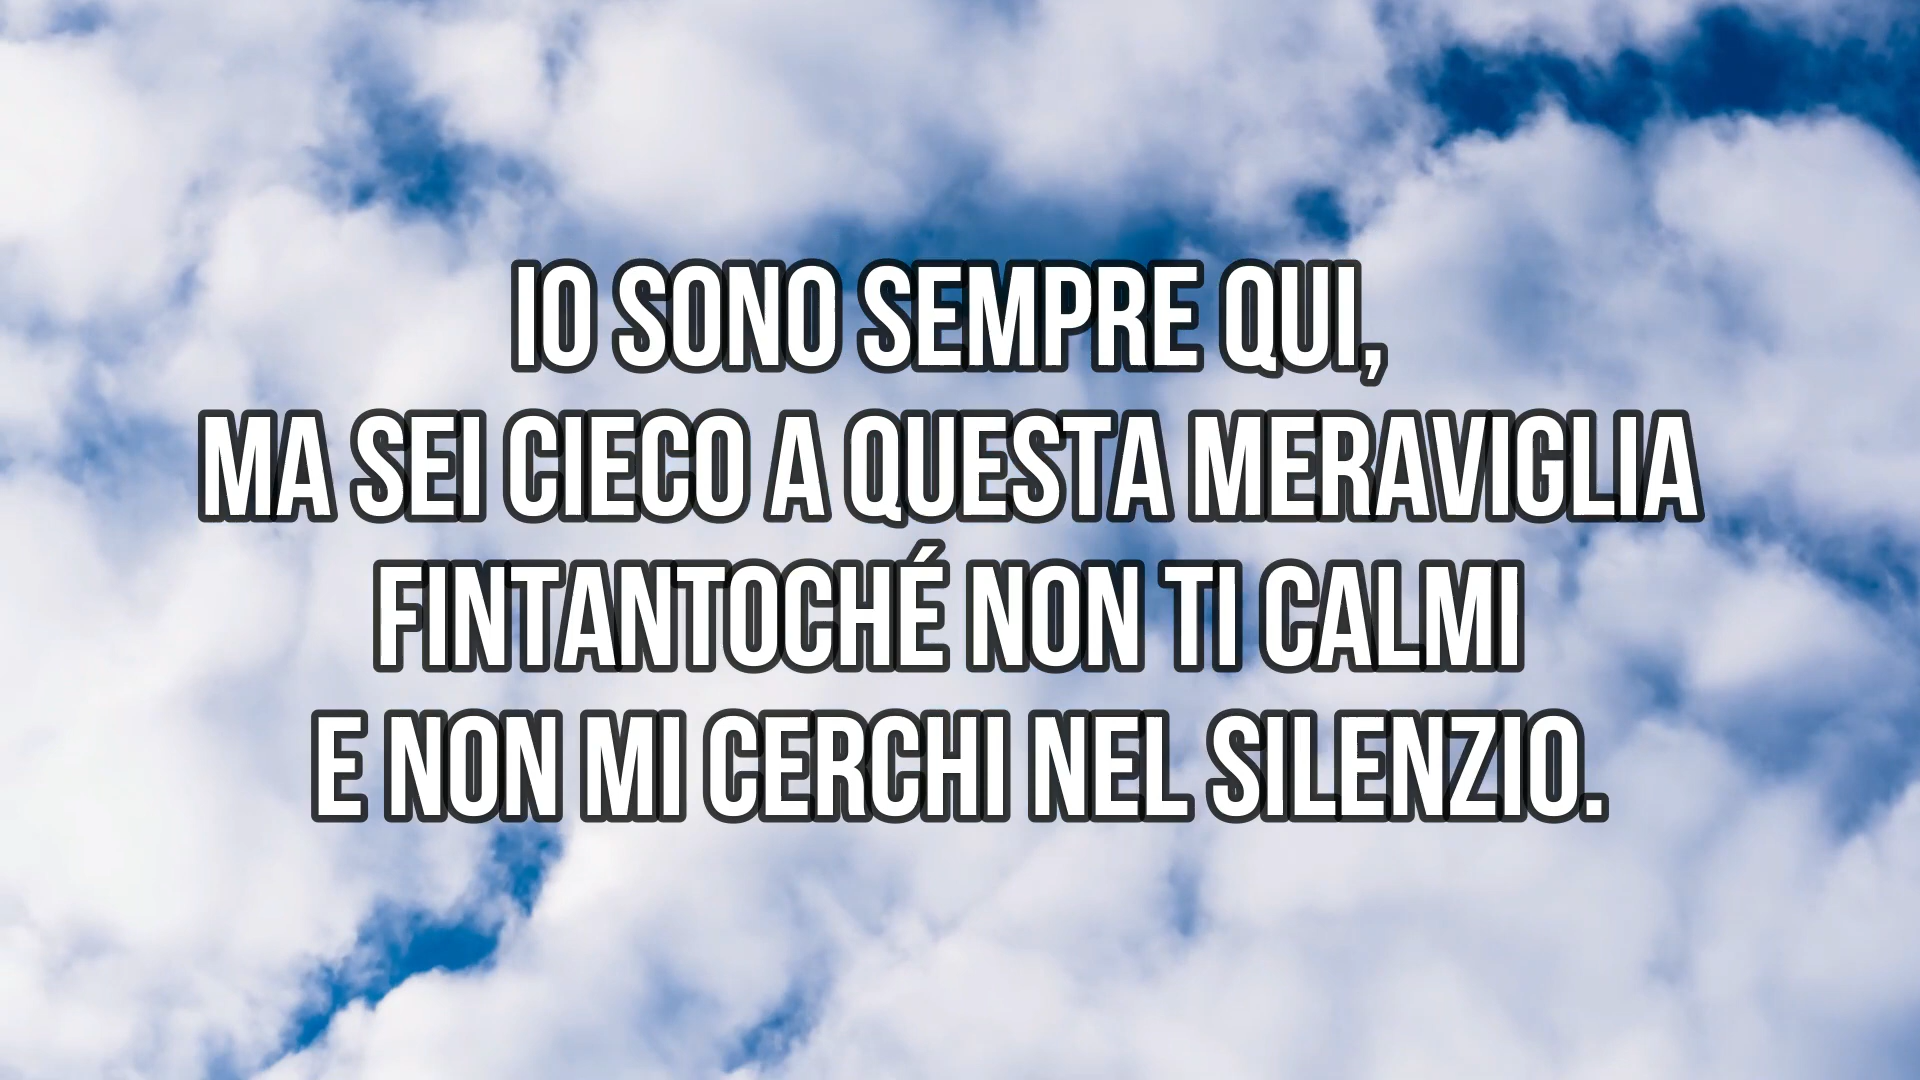 IO SONO SEMPRE QUI,
MA SEI CIECO A QUESTA MERAVIGLIA
FINTANTOCHÉ NON TI CALMI
E NON MI CERCHI NEL SILENZIO.